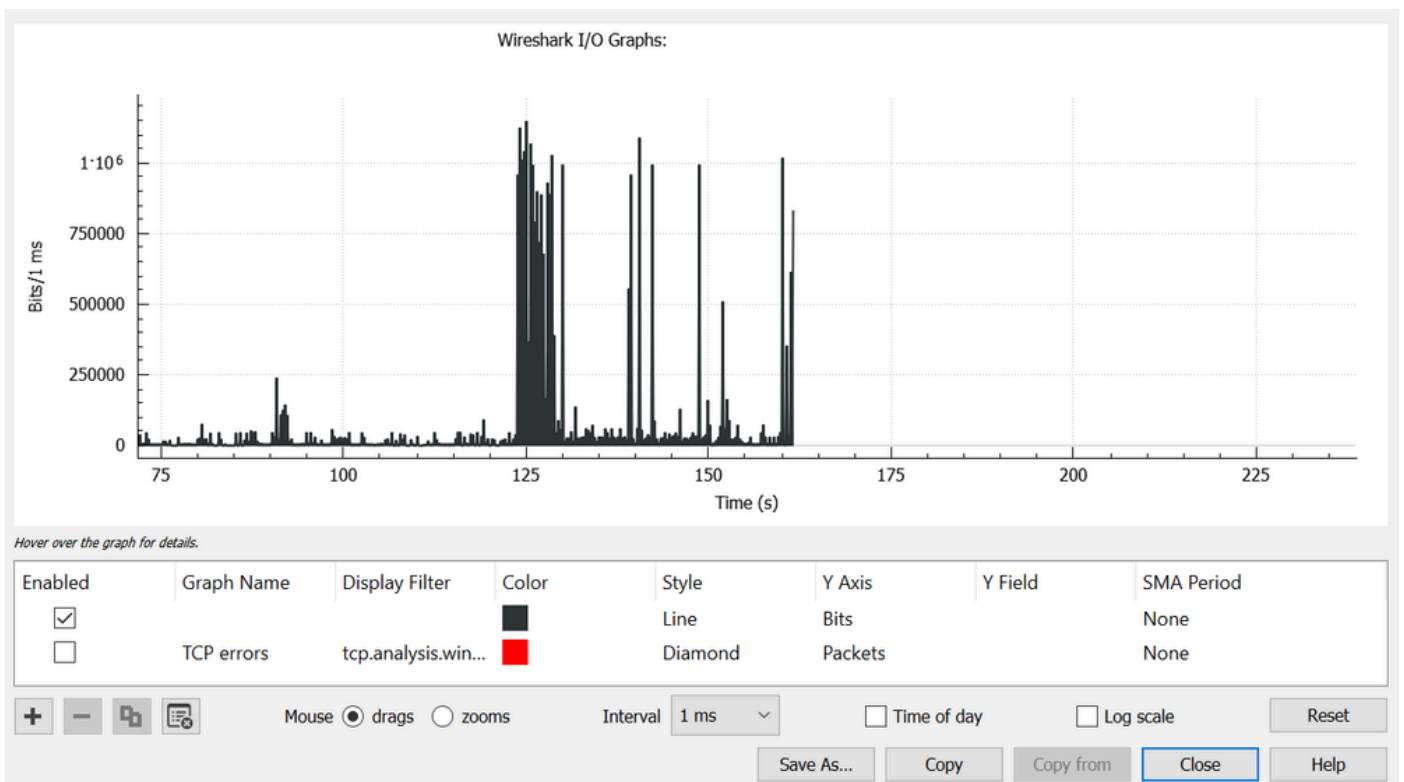 Wireshark I/O Graphs:
1·10⁶
750000
500000
250000
0
Bits/1 ms
75 100 125 150 175 200 225
Time (s)
Hover over the graph for details.
Enabled Graph Name Display Filter Color Style Y Axis Y Field SMA Period
Line Bits None
TCP errors tcp.analysis.win... Diamond Packets None
Mouse drags zooms Interval 1 ms Time of day Log scale Reset
Save As... Copy Copy from Close Help